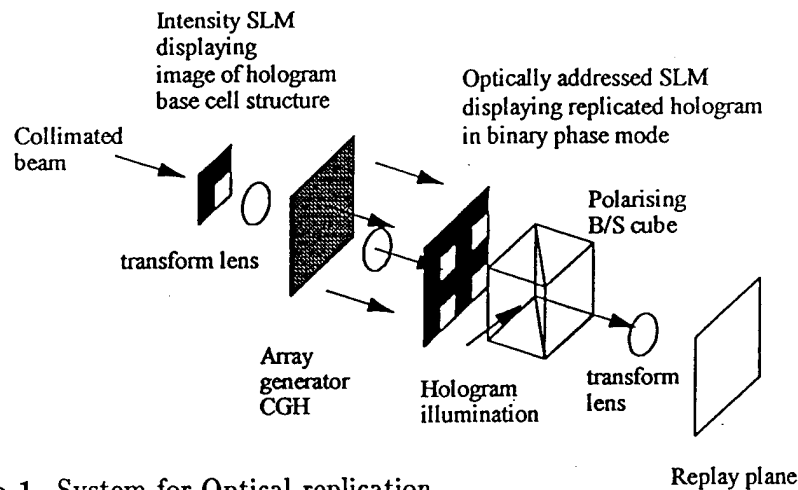 Intensity SLM
displaying
image of hologram
base cell structure
Optically addressed SLM
displaying replicated hologram
in binary phase mode
Collimated
beam
Polarising
B/S cube
transform lens
Array
generator
CGH
Hologram
illumination
transform
lens
Replay plane
1 System for Optical replication